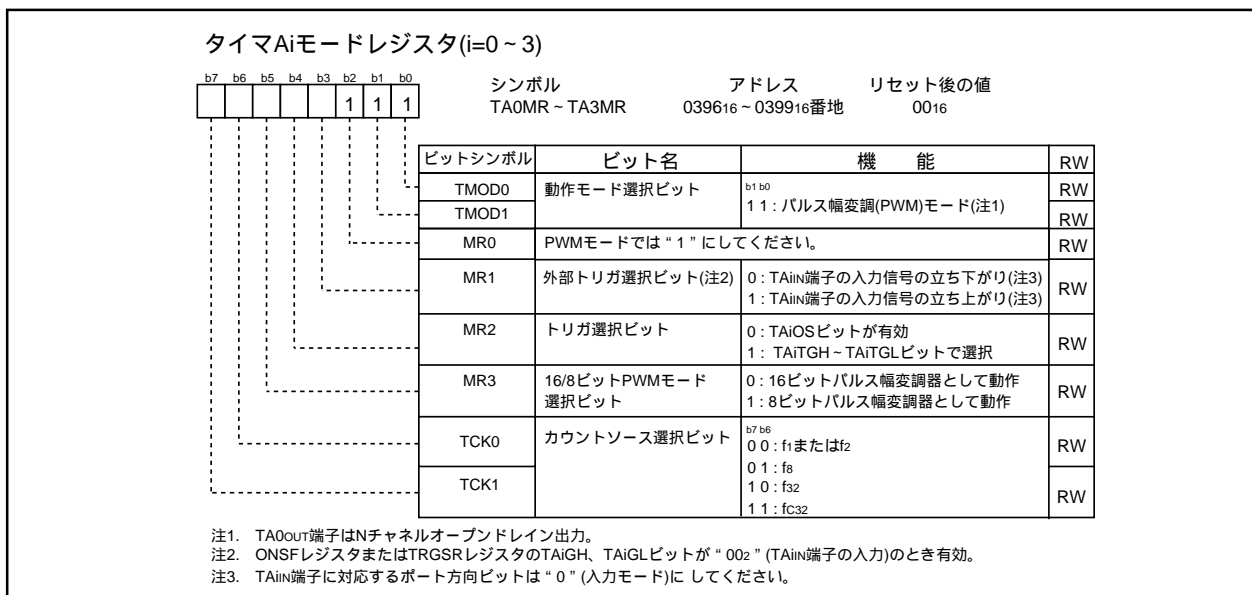 タイマAiモードレジスタ(i=0 ~ 3)
b7 b6 b5 b4 b3 b2 b1 b0
1 1 1
シンボル アドレス リセット後の値
TA0MR ~ TA3MR 039616 ~ 039916番地 0016
ビットシンボル ビット名 機 能 RW
TMOD0 動作モード選択ビット b1 b0 RW
TMOD1 1 1 : パルス幅変調(PWM)モード(注1) RW
MR0 PWMモードでは “ 1 ” にしてください。 RW
MR1 外部トリガ選択ビット(注2) 0 : TAiIN端子の入力信号の立ち下がり(注3) RW
1 : TAiIN端子の入力信号の立ち上がり(注3)
MR2 トリガ選択ビット 0 : TAiOSビットが有効 RW
1 : TAiTGH ~ TAiTGLビットで選択
MR3 16/8ビットPWMモード 0 : 16ビットパルス幅変調器として動作 RW
選択ビット 1 : 8ビットパルス幅変調器として動作
TCK0 カウントソース選択ビット b7 b6 RW
0 0 : f1またはf2
0 1 : f8
TCK1 1 0 : f32 RW
1 1 : fC32
注1. TA0OUT端子はNチャネルオープンドレイン出力。
注2. ONSFレジスタまたはTRGSRレジスタのTAiGH、TAiGLビットが “ 002 ” (TAiIN端子の入力)のとき有効。
注3. TAiIN端子に対応するポート方向ビットは “ 0 ” (入力モード)に してください。